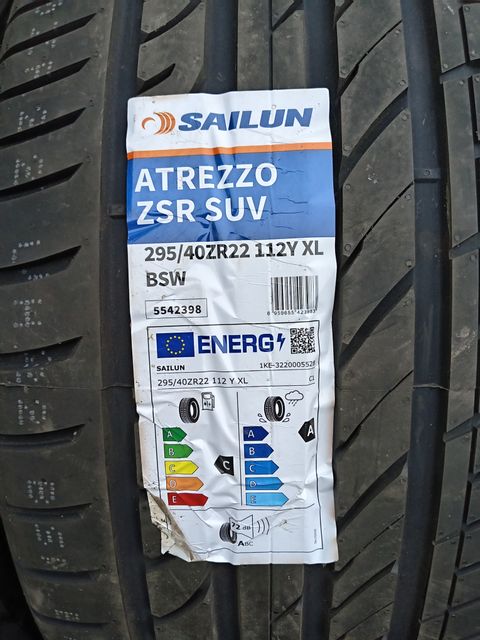 SAILUN
ATREZZO
ZSR SUV
295/40ZR22 112Y XL
BSW
5542398
ENERG
SAILUN
295/40ZR22 112 Y XL
C1
A
B
C
D
E
C
A
B
C
D
E
A
72 dB
ABC